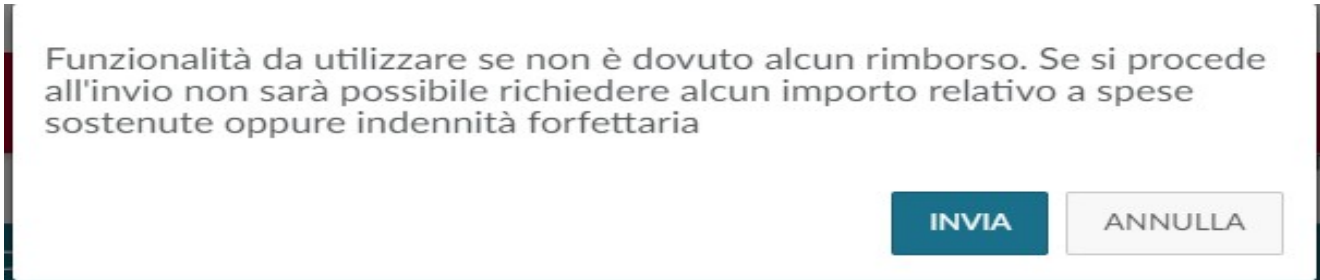 Funzionalità da utilizzare se non è dovuto alcun rimborso. Se si procede
all'invio non sarà possibile richiedere alcun importo relativo a spese
sostenute oppure indennità forfettaria
INVIA ANNULLA